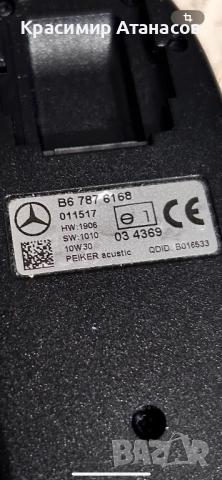 Красимир Атанасов
B6 787 6168
011517
HW:1906
SW:1010
10W30
PEIKER acustic
1
03 4369
QDID: B016533
CE
bazar